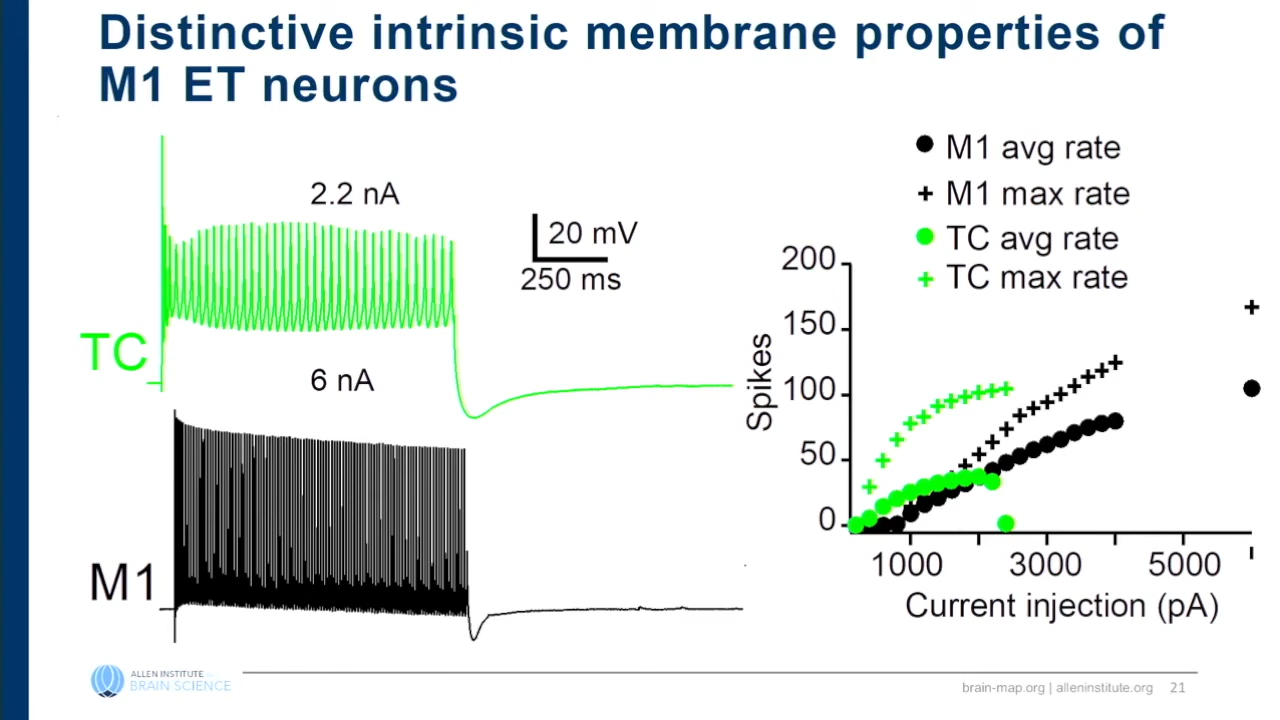 Distinctive intrinsic membrane properties of
M1 ET neurons
2.2 nA
20 mV
250 ms
TC
6 nA
M1
M1 avg rate
M1 max rate
TC avg rate
TC max rate
200
150
100
50
0
Spikes
1000
3000
5000
Current injection (pA)
ALLEN INSTITUTE for
BRAIN SCIENCE
brain-map.org | alleninstitute.org
21